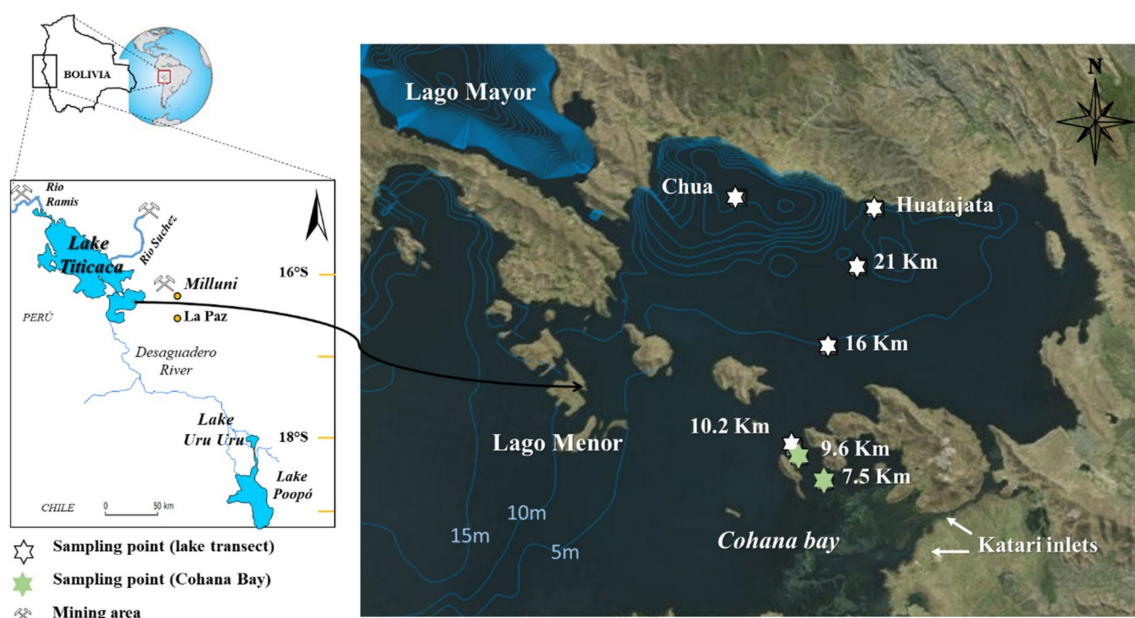 BOLIVIA
Rio
Ramis
Rio Suchez
Lake
Titicaca
16°S
Milluni
PERÚ
La Paz
Desaguadero
River
Lake
Uru Uru
18°S
Lake
Poopó
CHILE
0
50 km
Sampling point (lake transect)
Sampling point (Cohana Bay)
Mining area
Lago Mayor
N
Chua
Huatajata
21 Km
16 Km
10.2 Km
Lago Menor
9.6 Km
7.5 Km
10m
15m
5m
Cohana bay
Katari inlets